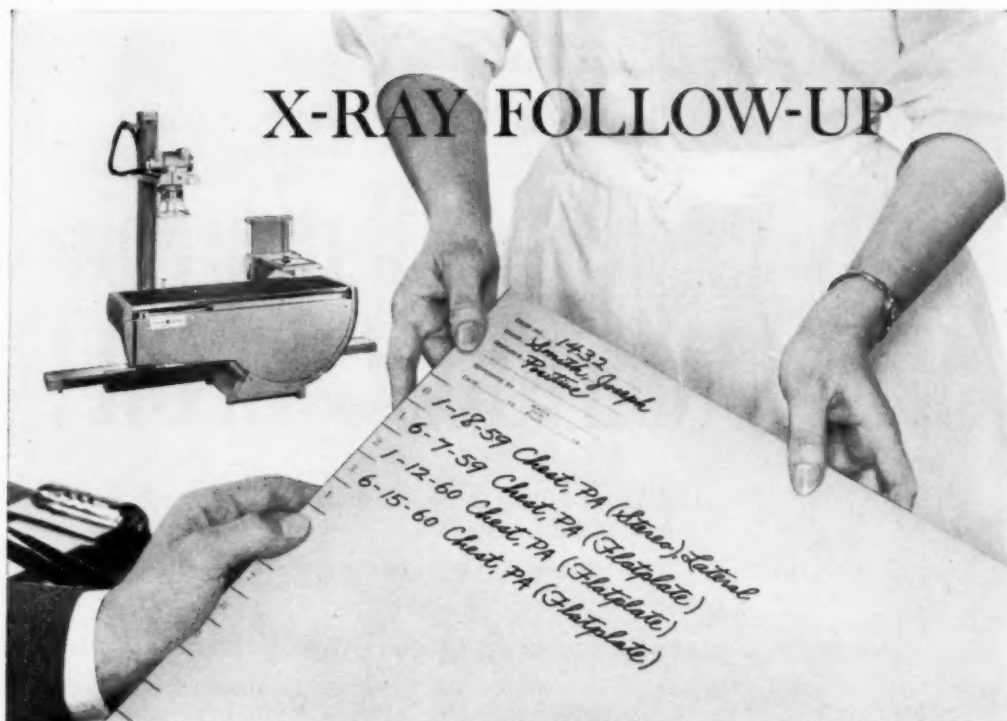 X-RAY FOLLOW-UP
1432
Smith, Joseph
Positive
1-18-59 Chest, PA (Stereo), Lateral
6-7-59 Chest, PA (Flatplate)
1-12-60 Chest, PA (Flatplate)
6-15-60 Chest, PA (Flatplate)